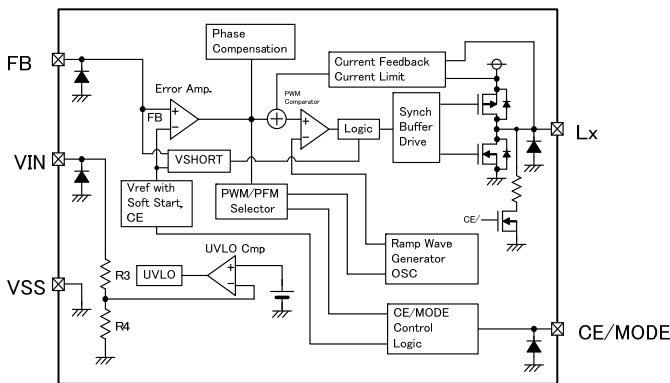 Phase
Compensation
Current Feedback
Current Limit
FB
Error Amp.
FB
PWM
Comparator
Logic
Synch
Buffer
Drive
Lx
VIN
VSHORT
Vref with
Soft Start,
CE
PWM/PFM
Selector
CE/
UVLO Cmp
R3
UVLO
Ramp Wave
Generator
OSC
VSS
R4
CE/MODE
Control
Logic
CE/MODE